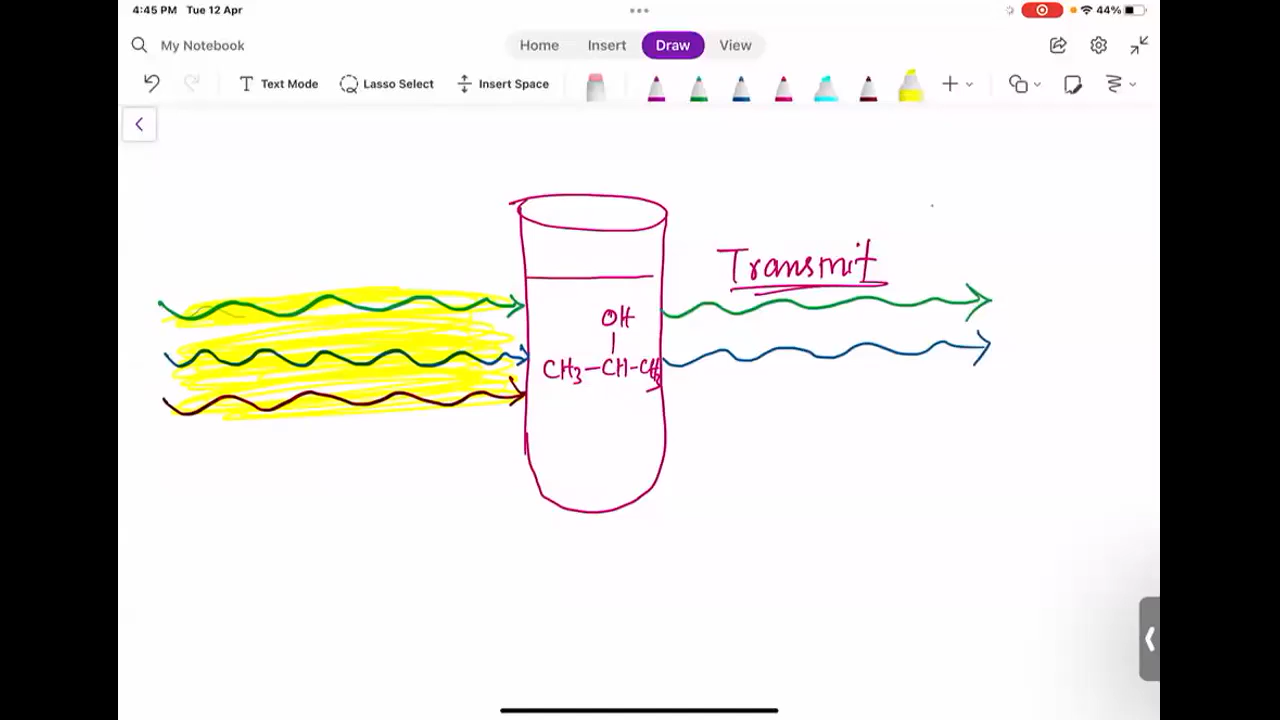 4:45 PM Tue 12 Apr
44%
My Notebook
Home Insert Draw View
Text Mode Lasso Select Insert Space
Transmit
OH
CH3-CH-CH3